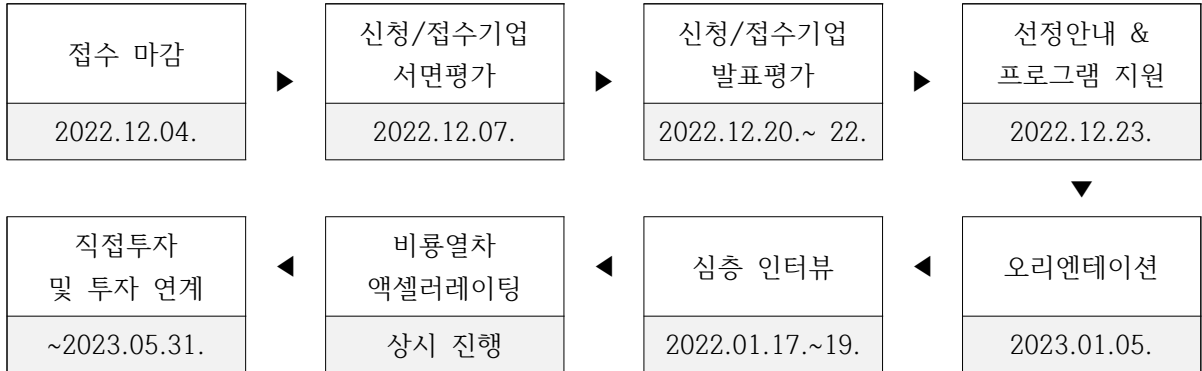 접수 마감
2022.12.04.
▶
신청/접수기업
서면평가
2022.12.07.
▶
신청/접수기업
발표평가
2022.12.20.~ 22.
▶
선정안내 &
프로그램 지원
2022.12.23.
▼
오리엔테이션
2023.01.05.
◀
심층 인터뷰
2022.01.17.~19.
◀
비룡열차
액셀러레이팅
상시 진행
◀
직접투자
및 투자 연계
~2023.05.31.